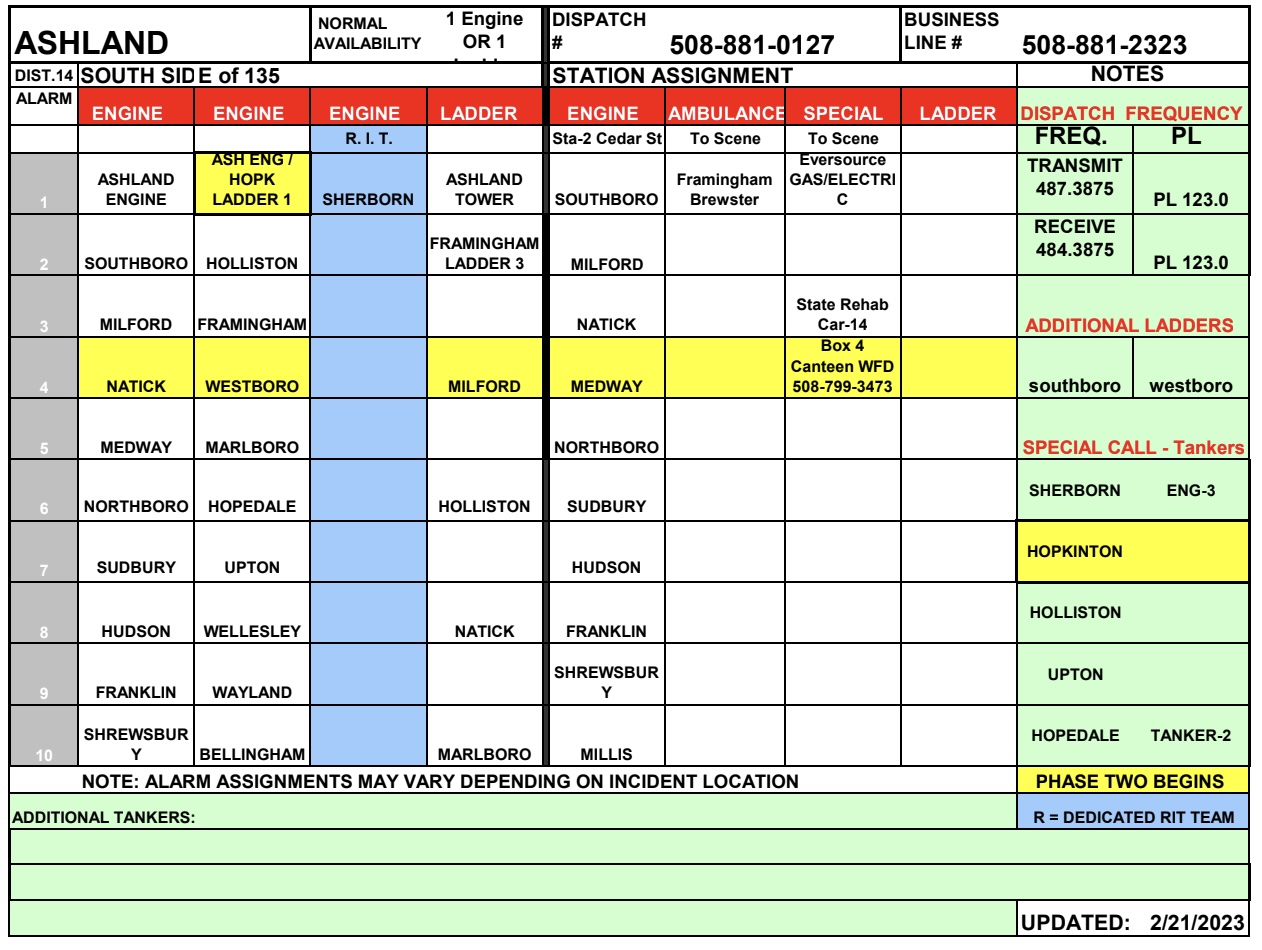 ASHLAND
NORMAL AVAILABILITY
1 Engine OR 1
DISPATCH # 508-881-0127
BUSINESS LINE # 508-881-2323
DIST.14 SOUTH SIDE of 135 STATION ASSIGNMENT NOTES
ALARM ENGINE ENGINE ENGINE LADDER ENGINE AMBULANCE SPECIAL LADDER DISPATCH FREQUENCY
R. I. T. Sta-2 Cedar St To Scene To Scene FREQ. PL
1 ASHLAND ENGINE ASH ENG / HOPK LADDER 1 SHERBORN ASHLAND TOWER SOUTHBORO Framingham Brewster Eversource GAS/ELECTRIC TRANSMIT 487.3875 PL 123.0
2 SOUTHBORO HOLLISTON FRAMINGHAM LADDER 3 MILFORD RECEIVE 484.3875 PL 123.0
3 MILFORD FRAMINGHAM NATICK State Rehab Car-14 ADDITIONAL LADDERS
4 NATICK WESTBORO MILFORD MEDWAY Box 4 Canteen WFD 508-799-3473 southboro westboro
5 MEDWAY MARLBORO NORTHBORO SPECIAL CALL - Tankers
6 NORTHBORO HOPEDALE HOLLISTON SUDBURY SHERBORN ENG-3
7 SUDBURY UPTON HUDSON HOPKINTON
8 HUDSON WELLESLEY NATICK FRANKLIN HOLLISTON
9 FRANKLIN WAYLAND SHREWSBURY UPTON
10 SHREWSBURY BELLINGHAM MARLBORO MILLIS HOPEDALE TANKER-2
NOTE: ALARM ASSIGNMENTS MAY VARY DEPENDING ON INCIDENT LOCATION PHASE TWO BEGINS
ADDITIONAL TANKERS: R = DEDICATED RIT TEAM
UPDATED: 2/21/2023